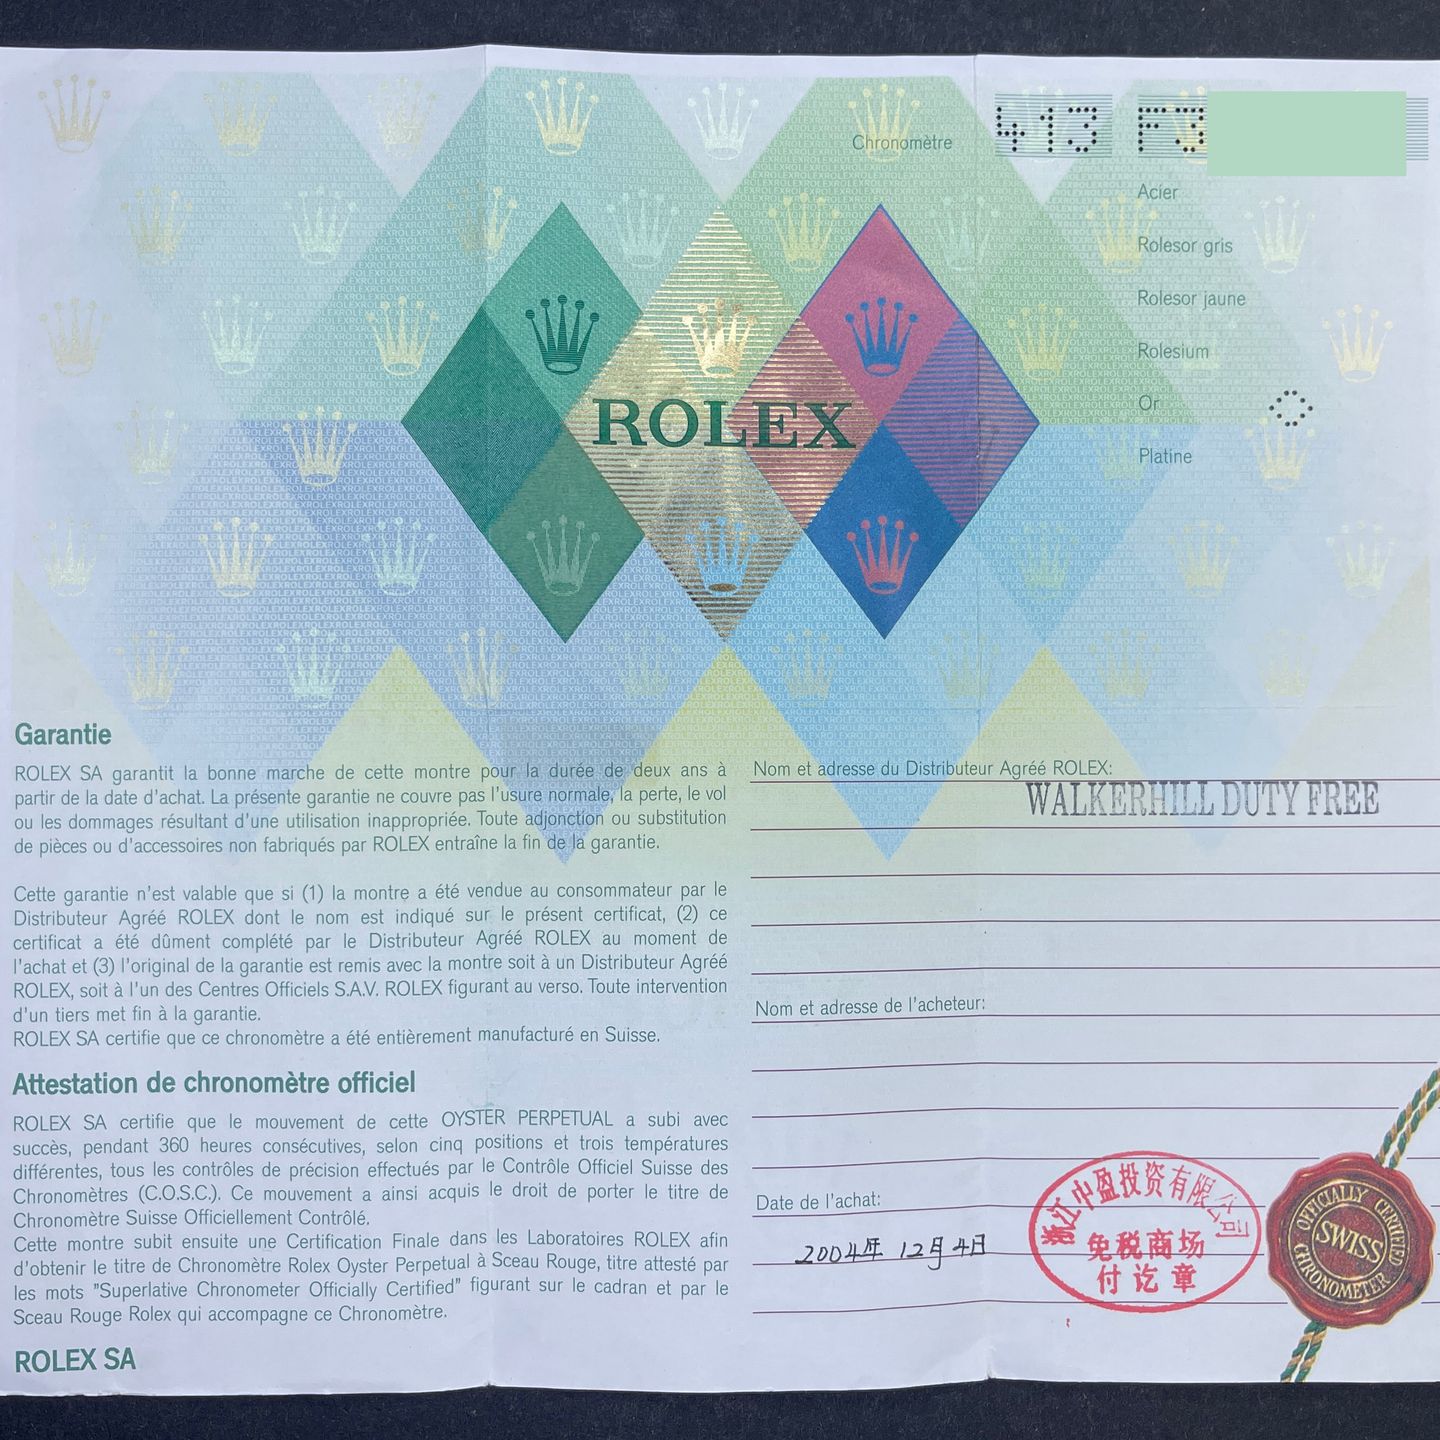 Chronomètre 413 F3
Acier
Rolesor gris
Rolesor jaune
Rolesium
Or
Platine
ROLEX
Garantie
ROLEX SA garantit la bonne marche de cette montre pour la durée de deux ans à
partir de la date d'achat. La présente garantie ne couvre pas l'usure normale, la perte, le vol
ou les dommages résultant d'une utilisation inappropriée. Toute adjonction ou substitution
de pièces ou d'accessoires non fabriqués par ROLEX entraîne la fin de la garantie.
Cette garantie n'est valable que si (1) la montre a été vendue au consommateur par le
Distributeur Agréé ROLEX dont le nom est indiqué sur le présent certificat, (2) ce
certificat a été dûment complété par le Distributeur Agréé ROLEX au moment de
l'achat et (3) l'original de la garantie est remis avec la montre soit à un Distributeur Agréé
ROLEX, soit à l'un des Centres Officiels S.A.V. ROLEX figurant au verso. Toute intervention
d'un tiers met fin à la garantie.
ROLEX SA certifie que ce chronomètre a été entièrement manufacturé en Suisse.
Attestation de chronomètre officiel
ROLEX SA certifie que le mouvement de cette OYSTER PERPETUAL a subi avec
succès, pendant 360 heures consécutives, selon cinq positions et trois températures
différentes, tous les contrôles de précision effectués par le Contrôle Officiel Suisse des
Chronomètres (C.O.S.C.). Ce mouvement a ainsi acquis le droit de porter le titre de
Chronomètre Suisse Officiellement Contrôlé.
Cette montre subit ensuite une Certification Finale dans les Laboratoires ROLEX afin
d'obtenir le titre de Chronomètre Rolex Oyster Perpetual à Sceau Rouge, titre attesté par
les mots "Superlative Chronometer Officially Certified" figurant sur le cadran et par le
Sceau Rouge Rolex qui accompagne ce Chronomètre.
ROLEX SA
Nom et adresse du Distributeur Agréé ROLEX:
WALKERHILL DUTY FREE
Nom et adresse de l'acheteur:
Date de l'achat:
2004年 12月 4日
浙江中盈投资有限公司
免税商场
付讫章
OFFICIALLY CERTIFIED
SWISS
CHRONOMETER